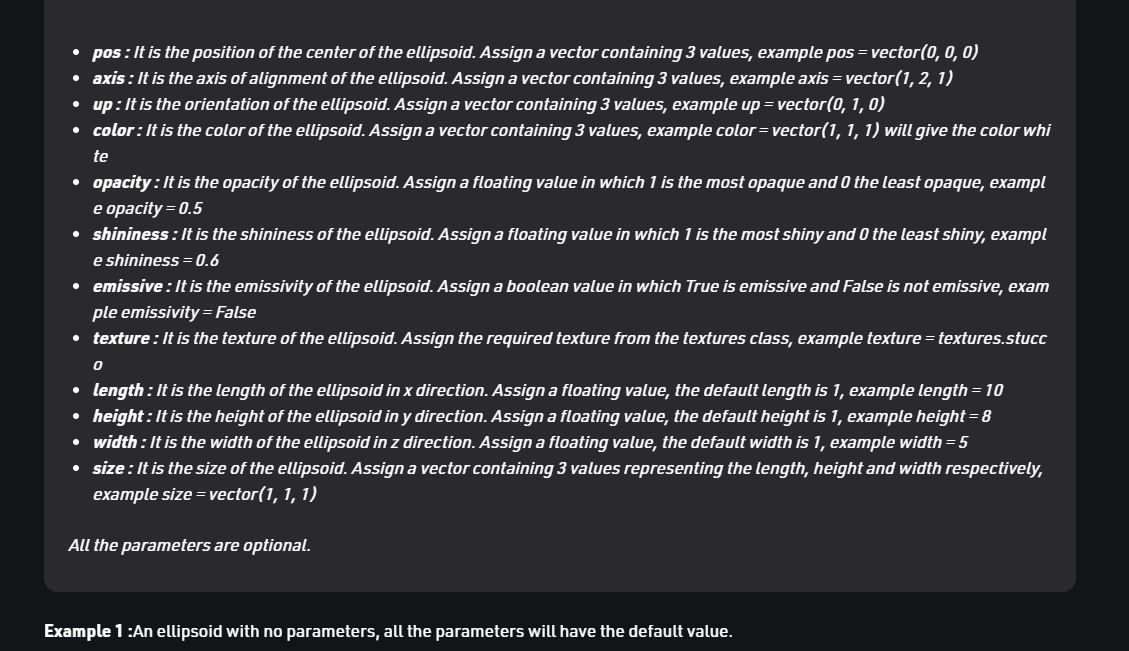 • pos : It is the position of the center of the ellipsoid. Assign a vector containing 3 values, example pos = vector(0, 0, 0)
• axis : It is the axis of alignment of the ellipsoid. Assign a vector containing 3 values, example axis = vector(1, 2, 1)
• up : It is the orientation of the ellipsoid. Assign a vector containing 3 values, example up = vector(0, 1, 0)
• color : It is the color of the ellipsoid. Assign a vector containing 3 values, example color = vector(1, 1, 1) will give the color whi
te
• opacity : It is the opacity of the ellipsoid. Assign a floating value in which 1 is the most opaque and 0 the least opaque, exampl
e opacity = 0.5
• shininess : It is the shininess of the ellipsoid. Assign a floating value in which 1 is the most shiny and 0 the least shiny, exampl
e shininess = 0.6
• emissive : It is the emissivity of the ellipsoid. Assign a boolean value in which True is emissive and False is not emissive, exam
ple emissivity = False
• texture : It is the texture of the ellipsoid. Assign the required texture from the textures class, example texture = textures.stucc
o
• length : It is the length of the ellipsoid in x direction. Assign a floating value, the default length is 1, example length = 10
• height : It is the height of the ellipsoid in y direction. Assign a floating value, the default height is 1, example height = 8
• width : It is the width of the ellipsoid in z direction. Assign a floating value, the default width is 1, example width = 5
• size : It is the size of the ellipsoid. Assign a vector containing 3 values representing the length, height and width respectively,
example size = vector(1, 1, 1)
All the parameters are optional.
Example 1 :An ellipsoid with no parameters, all the parameters will have the default value.